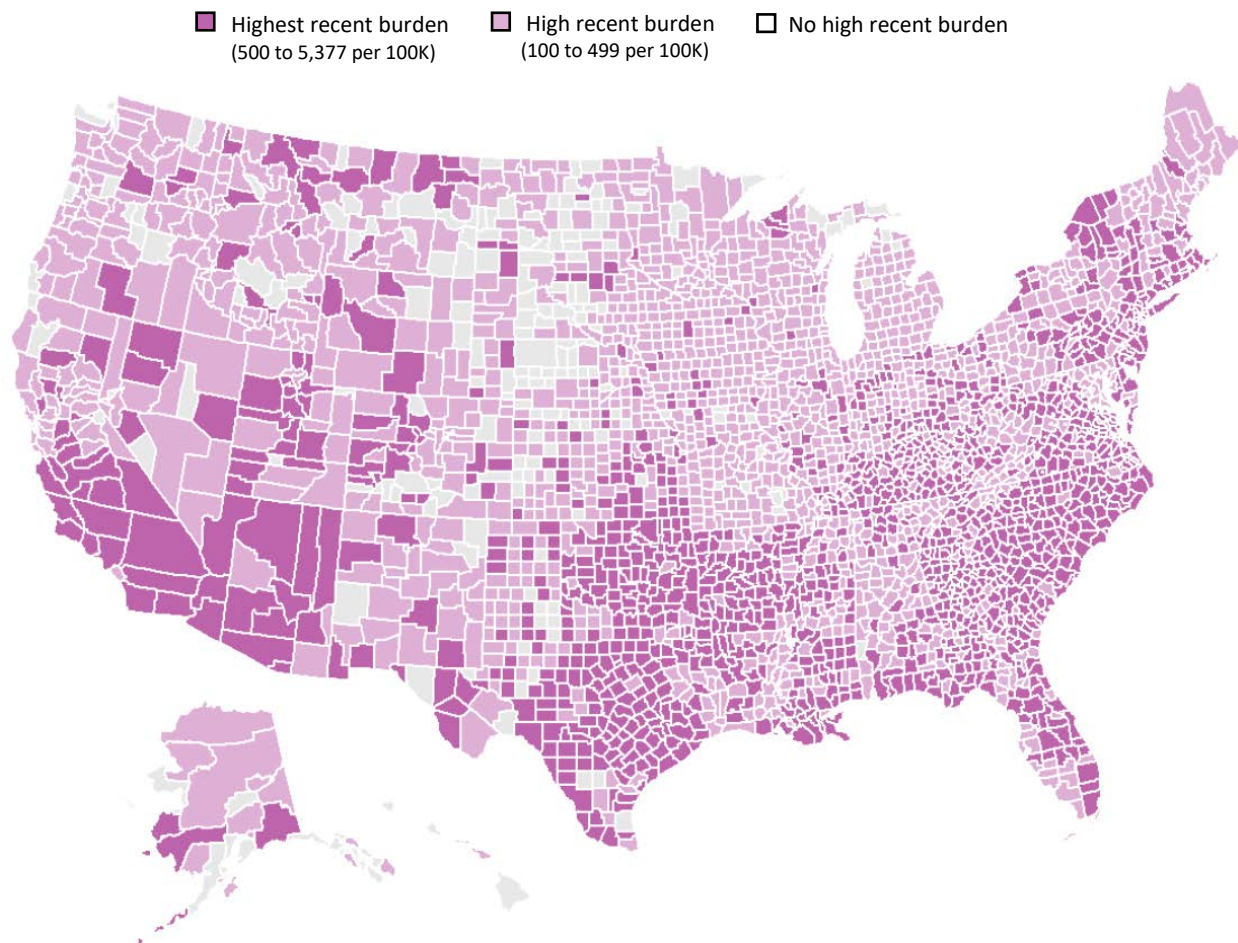 Highest recent burden
(500 to 5,377 per 100K)
High recent burden
(100 to 499 per 100K)
No high recent burden